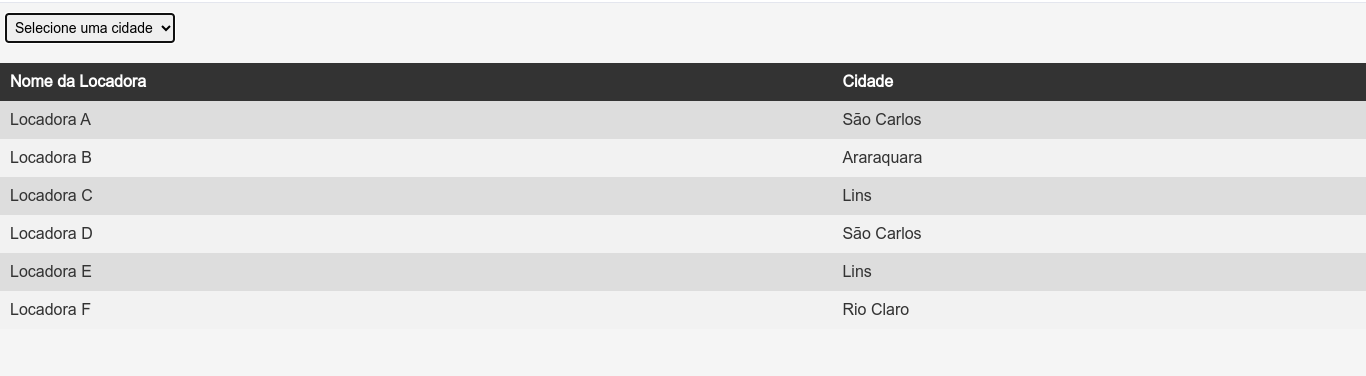 Selecione uma cidade
Nome da Locadora Cidade
Locadora A São Carlos
Locadora B Araraquara
Locadora C Lins
Locadora D São Carlos
Locadora E Lins
Locadora F Rio Claro